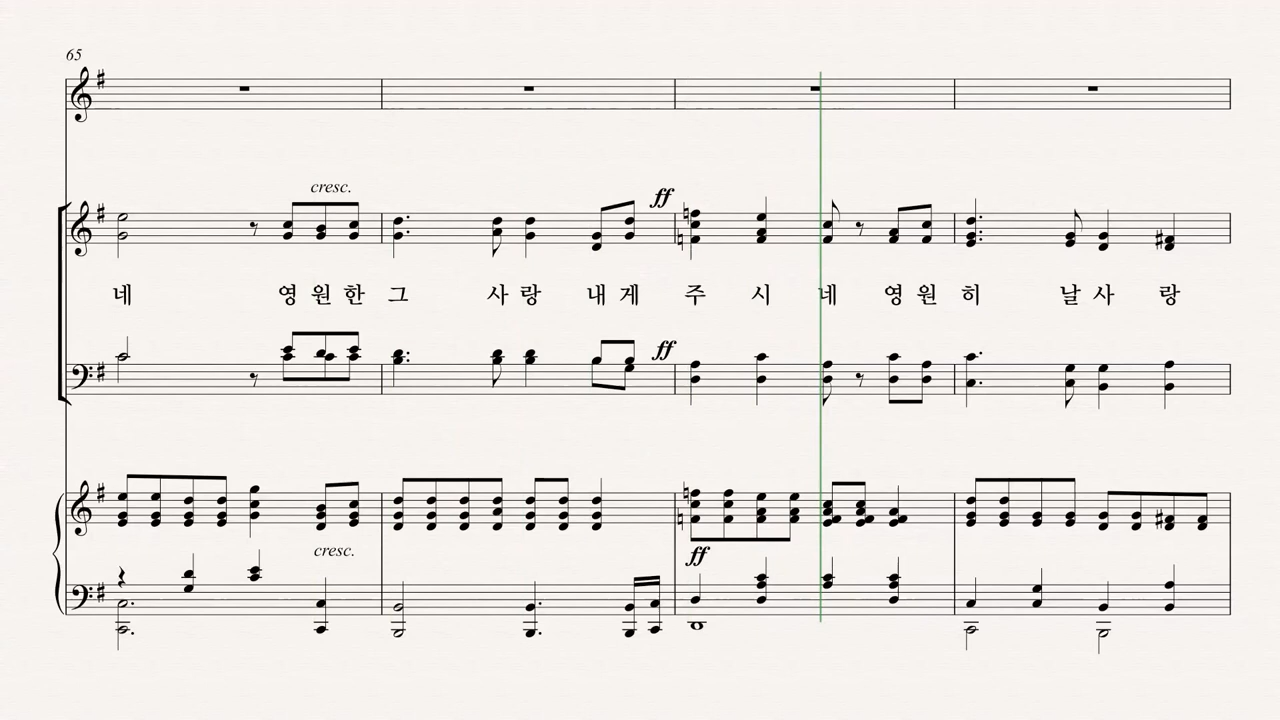 65
cresc.
ff
네 영 원 한 그 사 랑 내 게 주 시 네 영 원 히 날 사 랑
ff
cresc.
ff